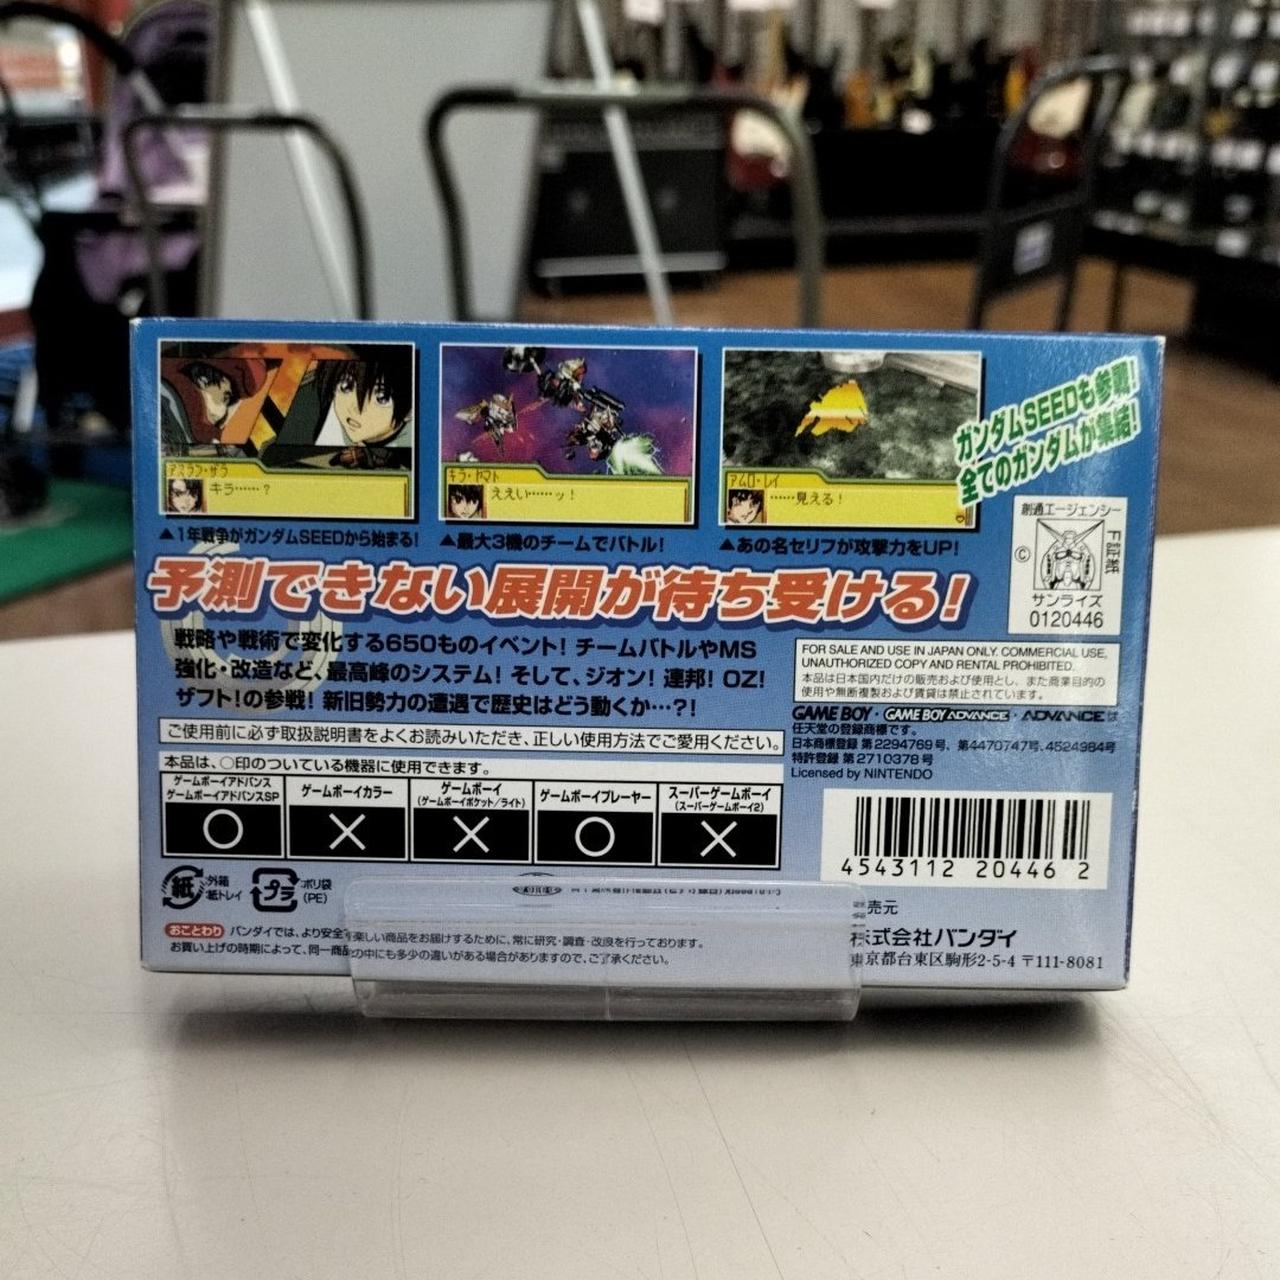 アスラン・ザラ
キラ……？
キラ・ヤマト
ええい……ッ！
アムロ・レイ
……見える！
ガンダムSEEDも参戦！
全てのガンダムが集結！
▲1年戦争がガンダムSEEDから始まる！
▲最大3機のチームでバトル！
▲あの名セリフが攻撃力をUP！
予測できない展開が待ち受ける！
創通エージェンシー
F証紙
©
サンライズ
0120446
戦略や戦術で変化する650ものイベント！チームバトルやMS
強化・改造など、最高峰のシステム！そして、ジオン！連邦！OZ！
ザフト！の参戦！新旧勢力の遭遇で歴史はどう動くか…？！
FOR SALE AND USE IN JAPAN ONLY. COMMERCIAL USE,
UNAUTHORIZED COPY AND RENTAL PROHIBITED.
本品は日本国内だけの販売および使用とし、また商業目的の
使用や無断複製および賃貸は禁止されています。
GAME BOY・GAME BOY ADVANCE・ADVANCEは
任天堂の登録商標です。
日本商標登録 第2294769号、第4470747号、4524984号
特許登録 第2710378号
Licensed by NINTENDO
ご使用前に必ず取扱説明書をよくお読みいただき、正しい使用方法でご愛用ください。
本品は、○印のついている機器に使用できます。
ゲームボーイアドバンス
ゲームボーイアドバンスSP
○
ゲームボーイカラー
×
ゲームボーイ
(ゲームボーイポケット/ライト)
×
ゲームボーイプレーヤー
○
スーパーゲームボーイ
(スーパーゲームボーイ2)
×
4543112 20446 2
紙
外箱
紙トレイ
プラ
ポリ袋
(PE)
おことわり バンダイでは、より安全で楽しい商品をお届けするために、常に研究・調査・改良を行っております。
お買い上げの時期によって、同一商品の中にも多少の違いがある場合がありますので、ご了承ください。
売元
株式会社バンダイ
東京都台東区駒形2-5-4 〒111-8081